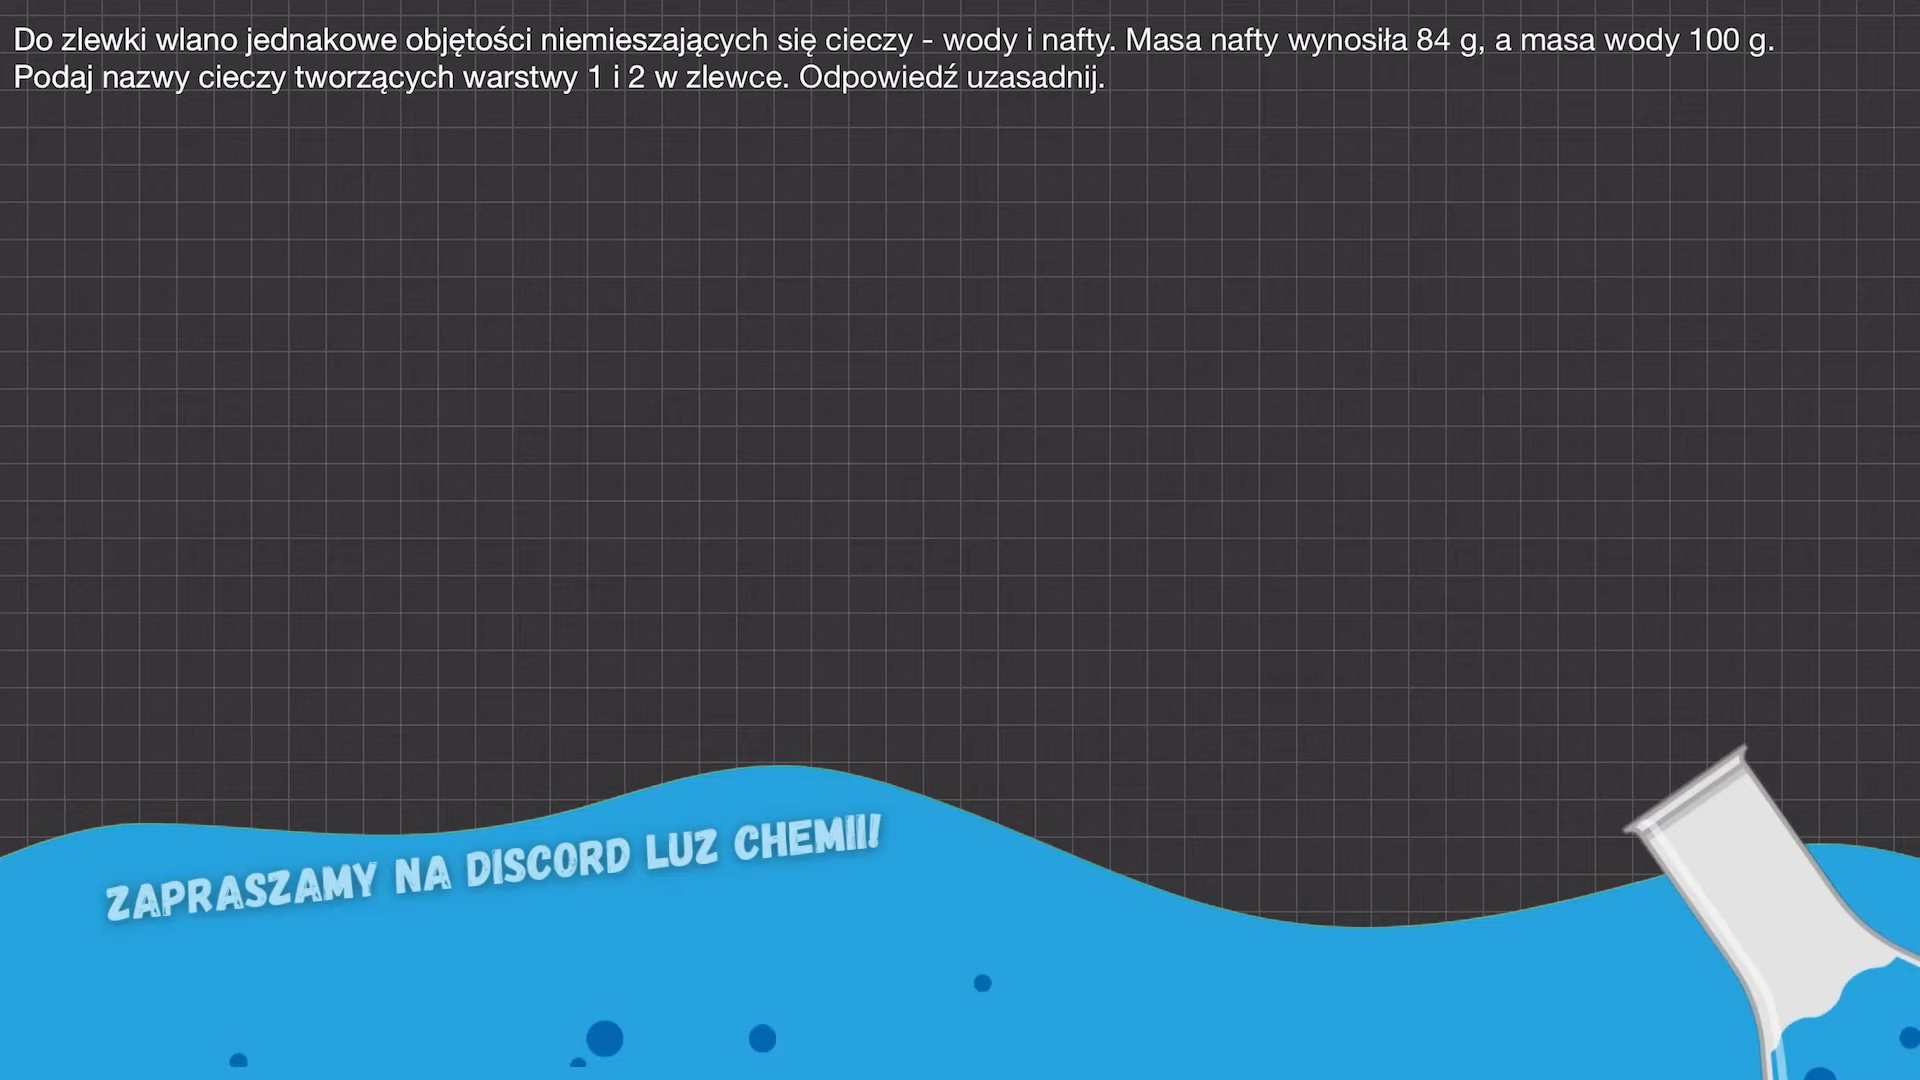 Do zlewki wlano jednakowe objętości niemieszających się cieczy - wody i nafty. Masa nafty wynosiła 84 g, a masa wody 100 g.
Podaj nazwy cieczy tworzących warstwy 1 i 2 w zlewce. Odpowiedź uzasadnij.
ZAPRASZAMY NA DISCORD LUZ CHEMII!